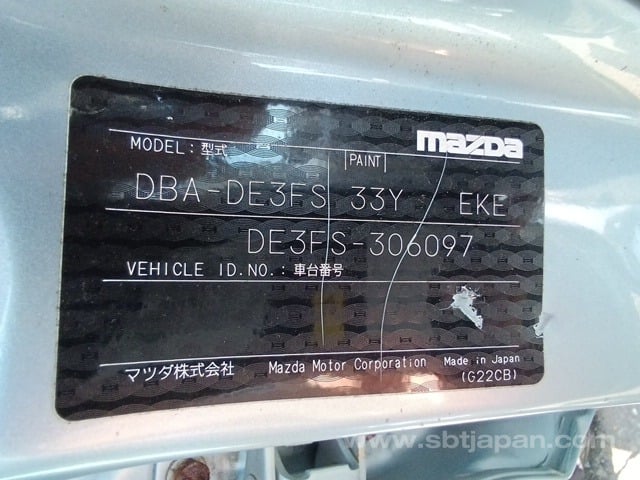 mazda
MODEL : 型式
PAINT
DBA-DE3FS 33Y EKE
DE3FS-306097
VEHICLE ID.NO.: 車台番号
マツダ株式会社 Mazda Motor Corporation Made in Japan
(G22CB)
www.sbtjapan.com